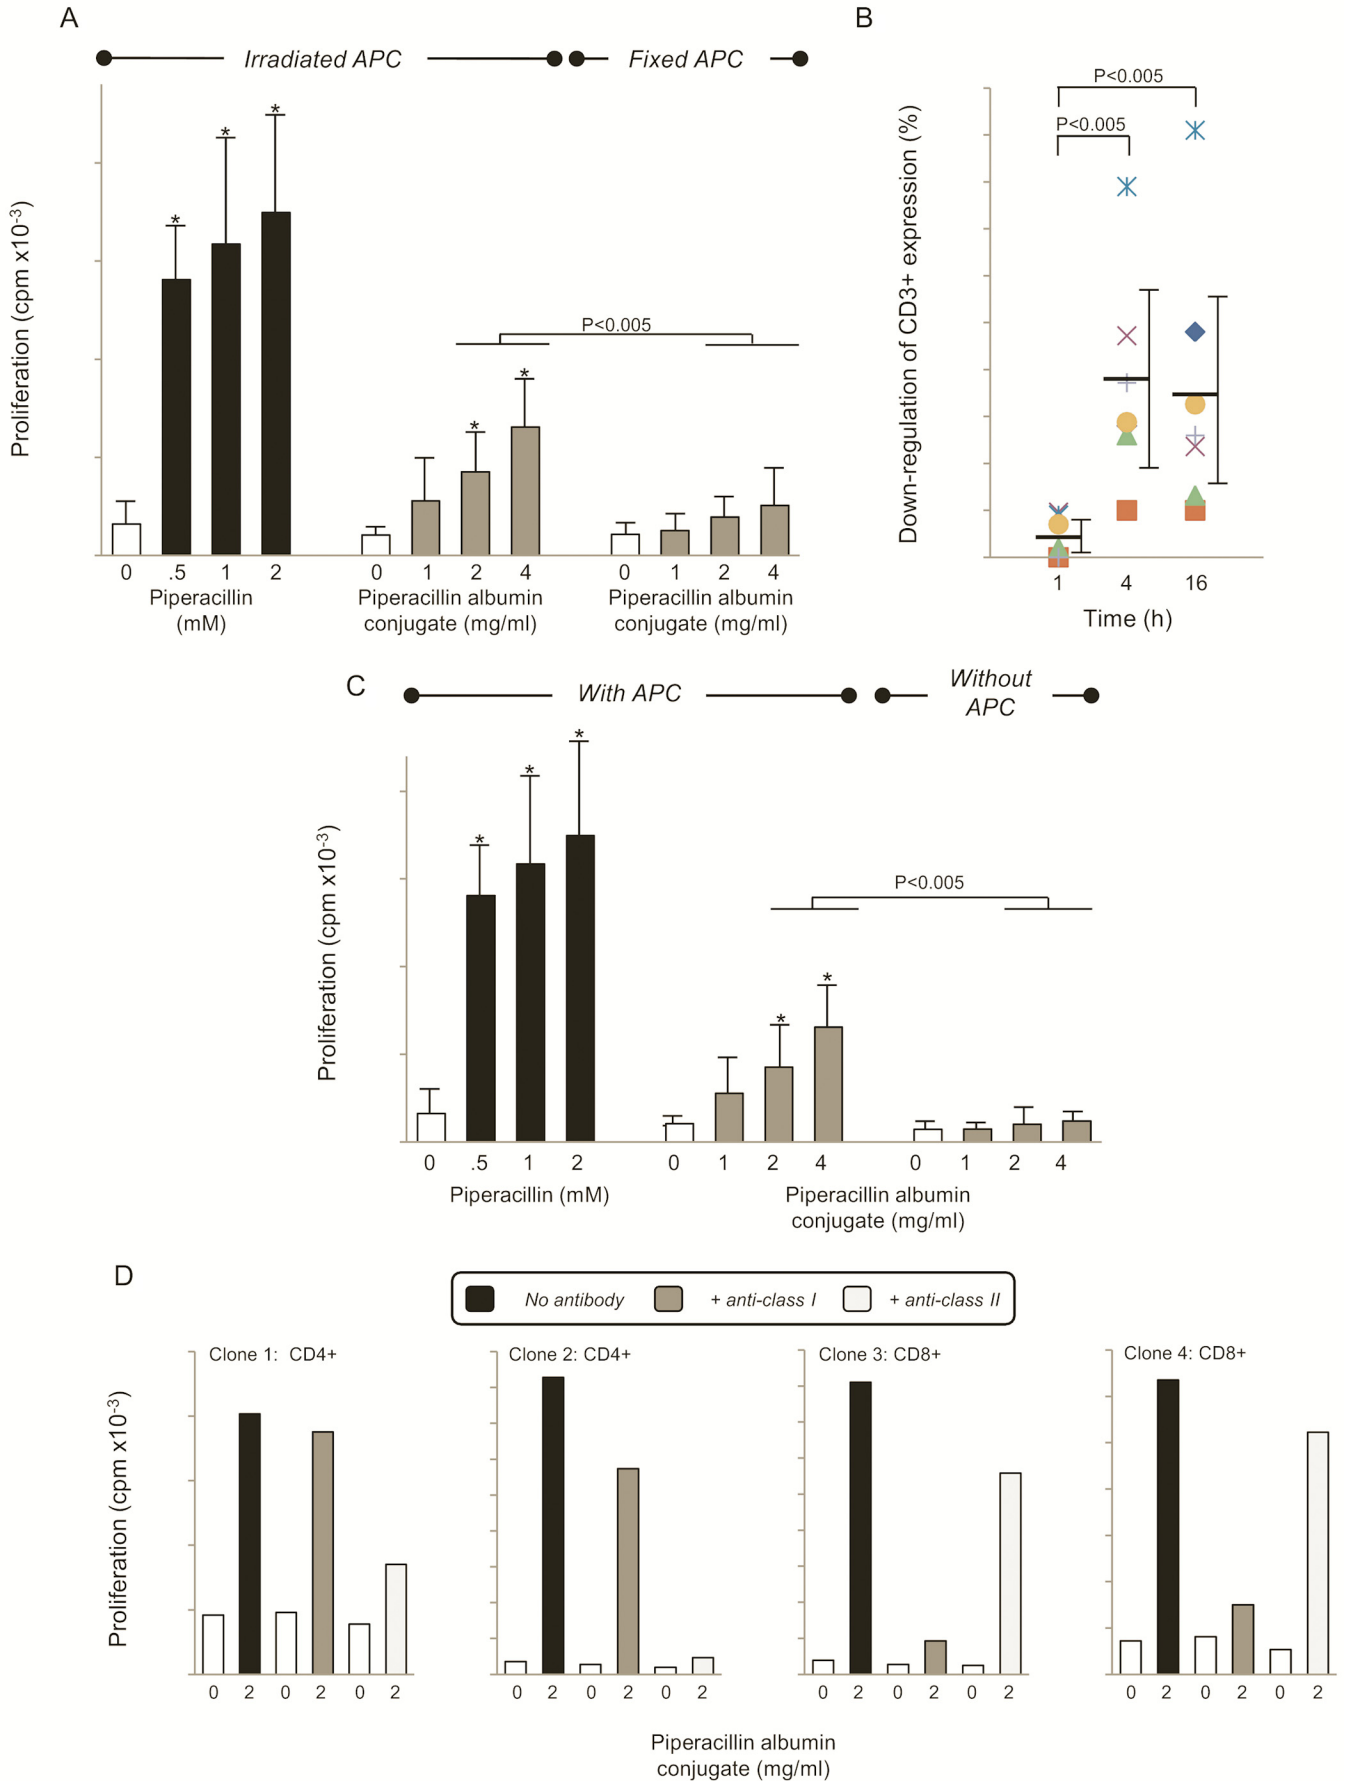 A
Irradiated APC
Fixed APC
Proliferation (cpm x10-3)
*
*
*
*
*
P<0.005
0 .5 1 2
0 1 2 4
0 1 2 4
Piperacillin
(mM)
Piperacillin albumin
conjugate (mg/ml)
Piperacillin albumin
conjugate (mg/ml)
B
P<0.005
P<0.005
Down-regulation of CD3+ expression (%)
1 4 16
Time (h)
C
With APC
Without
APC
Proliferation (cpm x10-3)
*
*
*
*
*
P<0.005
0 .5 1 2
0 1 2 4
0 1 2 4
Piperacillin (mM)
Piperacillin albumin
conjugate (mg/ml)
D
No antibody
+ anti-class I
+ anti-class II
Clone 1: CD4+
Clone 2: CD4+
Clone 3: CD8+
Clone 4: CD8+
Proliferation (cpm x10-3)
0 2 0 2 0 2
0 2 0 2 0 2
0 2 0 2 0 2
0 2 0 2 0 2
Piperacillin albumin
conjugate (mg/ml)